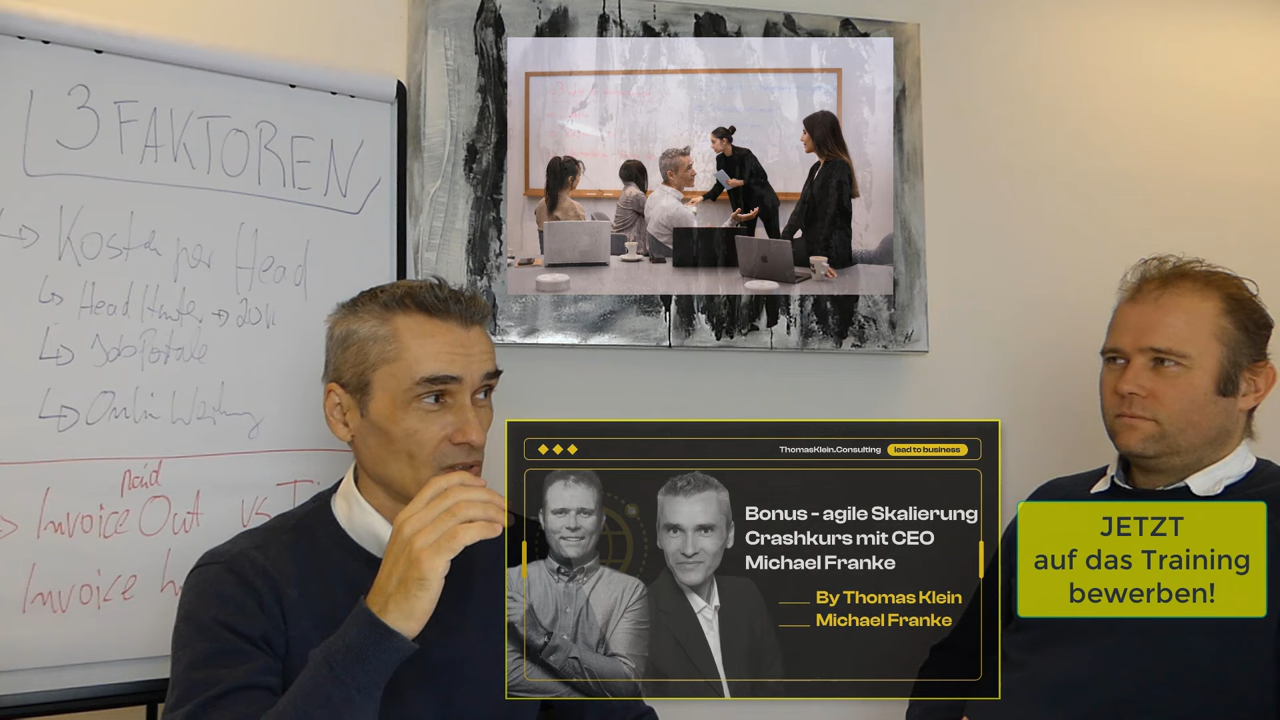 3 FAKTOREN
Kosten per Head
Head Hunter → 20k
JobPortale
Online Werbung
paid
Invoice Out vs Ti
Invoice
ThomasKlein.Consulting
lead to business
Bonus - agile Skalierung
Crashkurs mit CEO
Michael Franke
By Thomas Klein
Michael Franke
JETZT
auf das Training
bewerben!